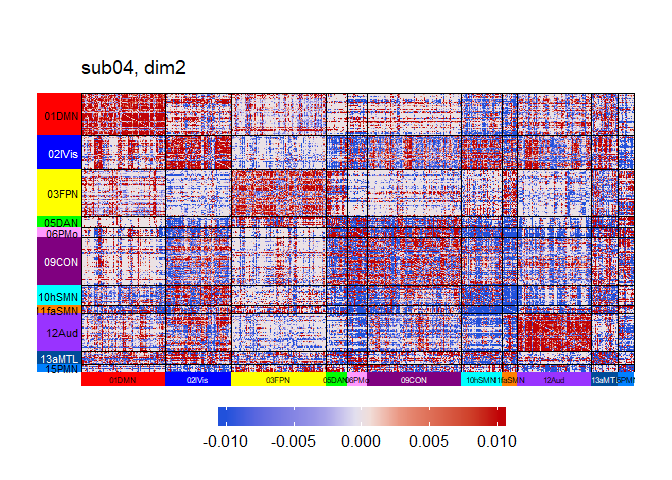 sub04, dim2
01DMN
02lVis
03FPN
05DAN
06PMo
09CON
10hSMN
11faSMN
12Aud
13aMTL
15PMN
01DMN 02lVis 03FPN 05DAN 06PMo 09CON 10hSMN 12Aud
-0.010 -0.005 0.000 0.005 0.010